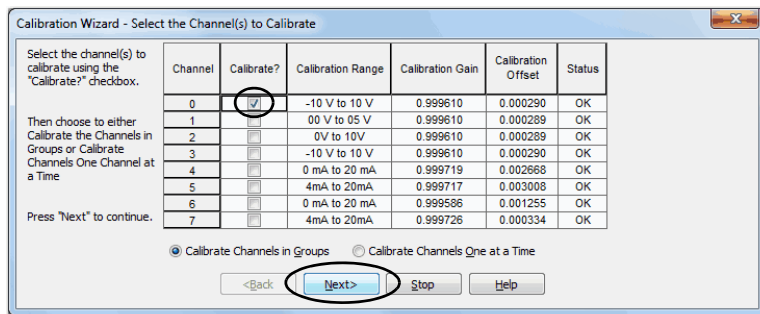 Calibration Wizard - Select the Channel(s) to Calibrate
Select the channel(s) to
calibrate using the
"Calibrate?" checkbox.
Then choose to either
Calibrate the Channels in
Groups or Calibrate
Channels One Channel at
a Time
Press "Next" to continue.
Channel Calibrate? Calibration Range Calibration Gain Calibration Offset Status
0 -10 V to 10 V 0.999610 0.000290 OK
1 00 V to 05 V 0.999610 0.000289 OK
2 0V to 10V 0.999610 0.000289 OK
3 -10 V to 10 V 0.999610 0.000290 OK
4 0 mA to 20 mA 0.999719 0.002668 OK
5 4mA to 20mA 0.999717 0.003008 OK
6 0 mA to 20 mA 0.999586 0.001255 OK
7 4mA to 20mA 0.999726 0.000334 OK
Calibrate Channels in Groups Calibrate Channels One at a Time
<Back Next> Stop Help